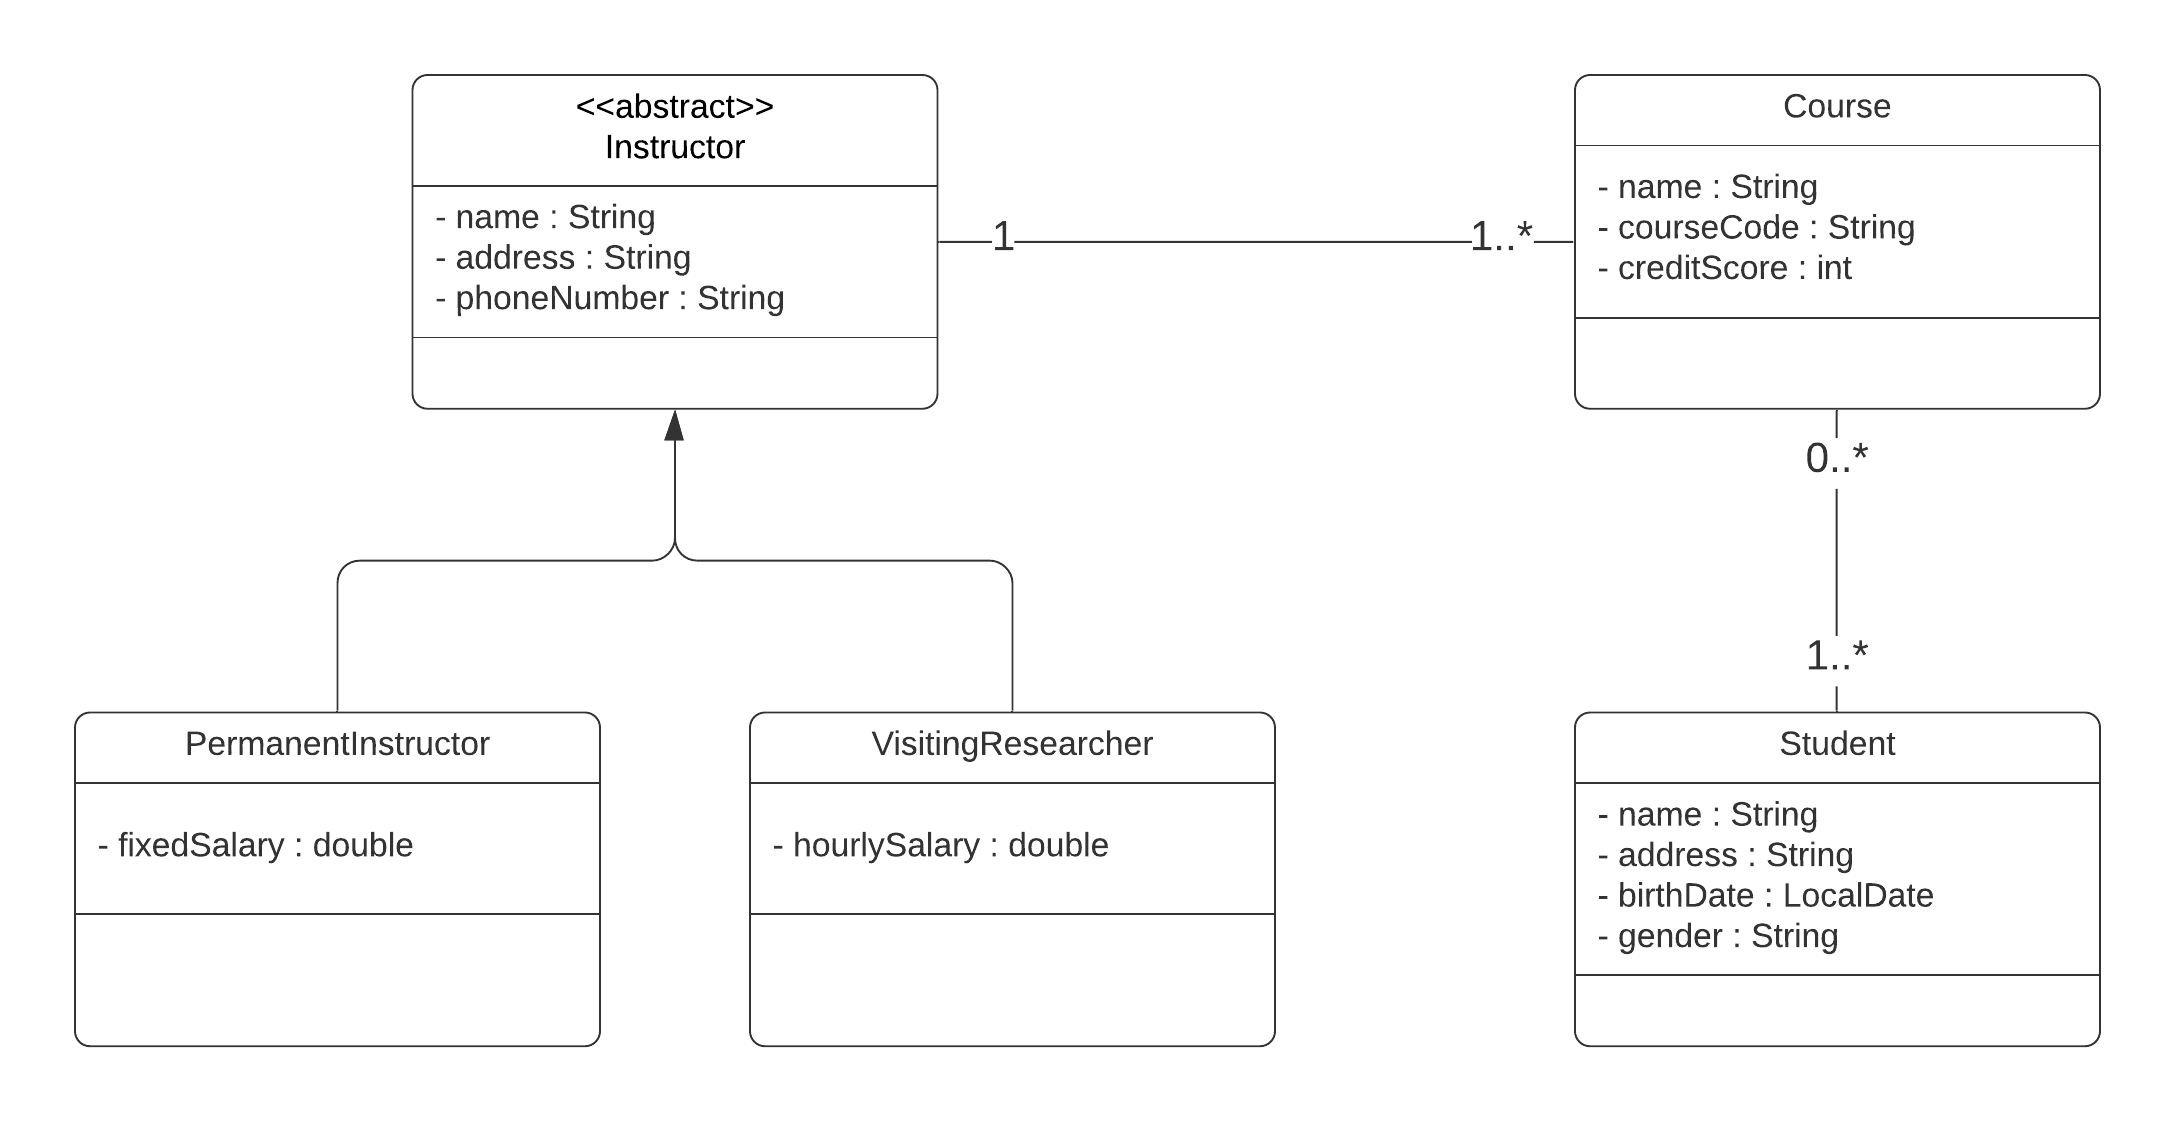 <<abstract>>
Instructor
- name : String
- address : String
- phoneNumber : String
1
1..*
Course
- name : String
- courseCode : String
- creditScore : int
0..*
1..*
PermanentInstructor
- fixedSalary : double
VisitingResearcher
- hourlySalary : double
Student
- name : String
- address : String
- birthDate : LocalDate
- gender : String